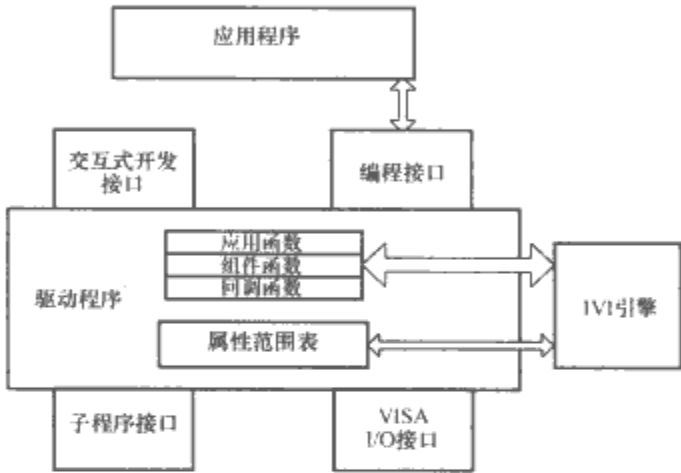 应用程序
交互式开发
接口
编程接口
应用函数
组件函数
回调函数
驱动程序
属性范围表
IVI引擎
子程序接口
VISA
I/O接口